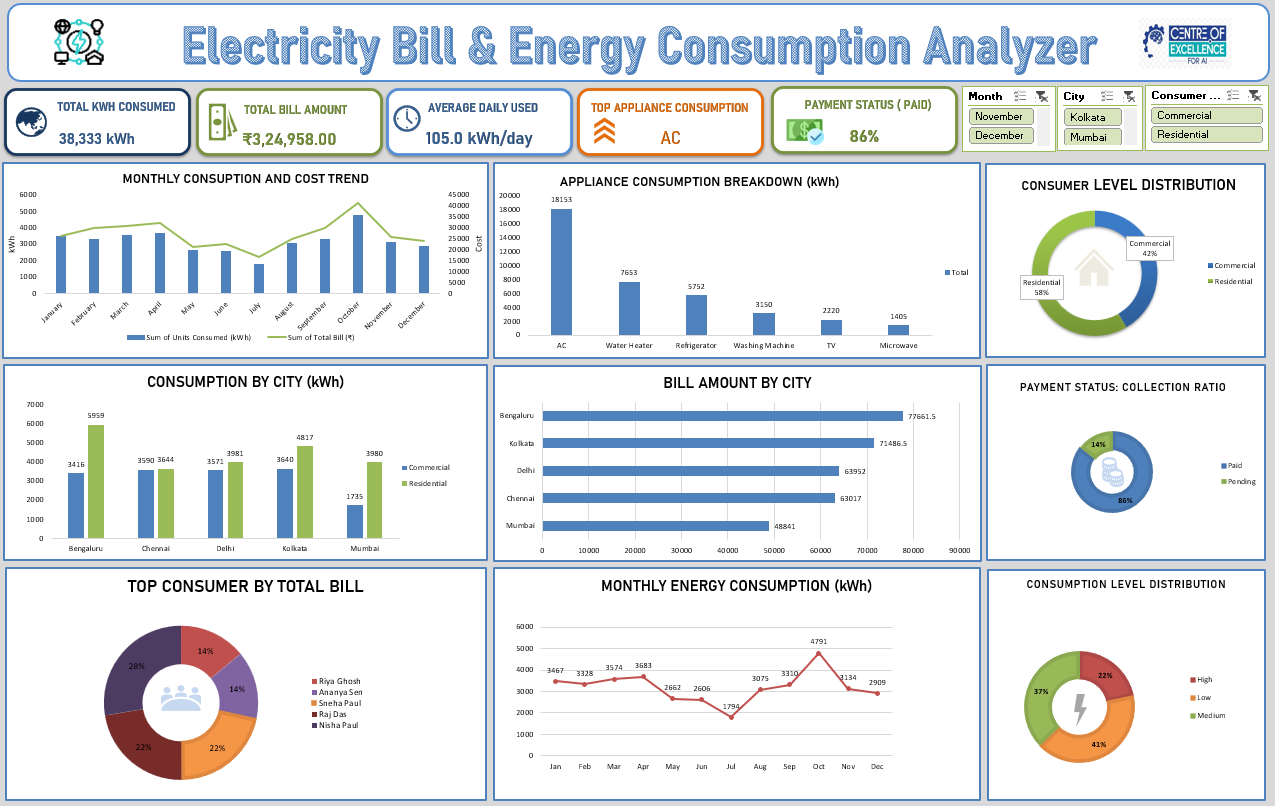 Electricity Bill & Energy Consumption Analyzer
CENTRE OF
EXCELLENCE
FOR AI
TOTAL KWH CONSUMED
38,333 kWh
TOTAL BILL AMOUNT
₹3,24,958.00
AVERAGE DAILY USED
105.0 kWh/day
TOP APPLIANCE CONSUMPTION
AC
PAYMENT STATUS ( PAID)
86%
Month
November
December
City
Kolkata
Mumbai
Consumer ...
Commercial
Residential
MONTHLY CONSUPTION AND COST TREND
kWh
6000
5000
4000
3000
2000
1000
0
45000
40000
35000
30000
25000
20000
15000
10000
5000
0
Cost
January
February
March
April
May
June
July
August
September
October
November
December
Sum of Units Consumed (kWh)
Sum of Total Bill (₹)
APPLIANCE CONSUMPTION BREAKDOWN (kWh)
20000
18000
16000
14000
12000
10000
8000
6000
4000
2000
0
18153
7653
5752
3150
2220
1405
AC
Water Heater
Refrigerator
Washing Machine
TV
Microwave
Total
CONSUMER LEVEL DISTRIBUTION
Commercial
42%
Residential
58%
Commercial
Residential
CONSUMPTION BY CITY (kWh)
7000
6000
5000
4000
3000
2000
1000
0
3416
5959
3590
3644
3571
3981
3640
4817
1735
3980
Bengaluru
Chennai
Delhi
Kolkata
Mumbai
Commercial
Residential
BILL AMOUNT BY CITY
Bengaluru
77661.5
Kolkata
71486.5
Delhi
63952
Chennai
63017
Mumbai
48841
0
10000
20000
30000
40000
50000
60000
70000
80000
90000
PAYMENT STATUS: COLLECTION RATIO
14%
86%
Paid
Pending
TOP CONSUMER BY TOTAL BILL
14%
14%
22%
22%
28%
Riya Ghosh
Ananya Sen
Sneha Paul
Raj Das
Nisha Paul
MONTHLY ENERGY CONSUMPTION (kWh)
6000
5000
4000
3000
2000
1000
0
3467
3328
3574
3683
2662
2606
1794
3075
3310
4791
3134
2909
Jan
Feb
Mar
Apr
May
Jun
Jul
Aug
Sep
Oct
Nov
Dec
CONSUMPTION LEVEL DISTRIBUTION
22%
41%
37%
High
Low
Medium